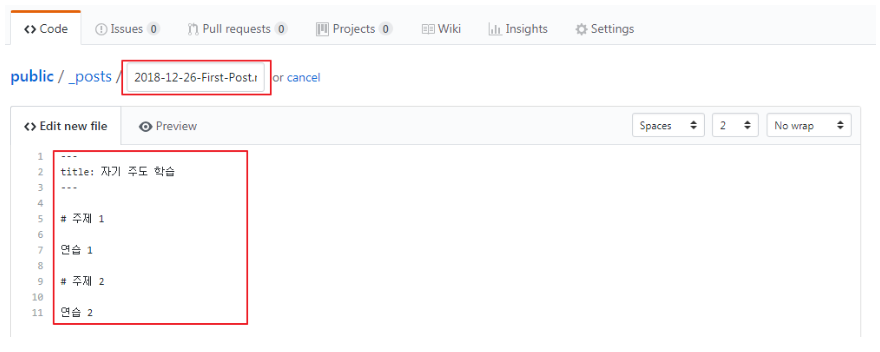 Code Issues 0 Pull requests 0 Projects 0 Wiki Insights Settings
public / _posts / 2018-12-26-First-Post.r or cancel
Edit new file Preview Spaces 2 No wrap
1 ---
2 title: 자기 주도 학습
3 ---
4
5 # 주제 1
6
7 연습 1
8
9 # 주제 2
10
11 연습 2